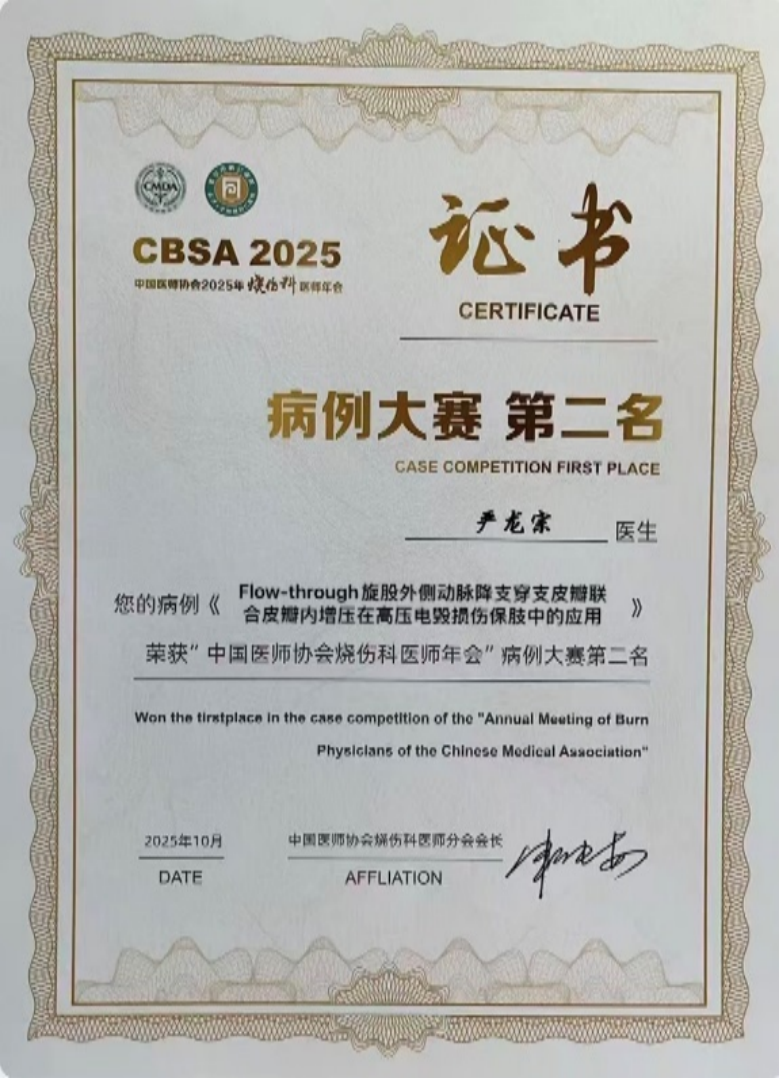 CMDA
CBSA 2025
中国医师协会2025年烧伤科医师年会
证书
CERTIFICATE
病例大赛 第二名
CASE COMPETITION FIRST PLACE
严龙宗 医生
您的病例《Flow-through旋股外侧动脉降支穿支皮瓣联
合皮瓣内增压在高压电毁损伤保肢中的应用》
荣获”中国医师协会烧伤科医师年会”病例大赛第二名
Won the tirstplace in the case competition of the "Annual Meeting of Burn
Physicians of the Chinese Medical Association"
2025年10月
DATE
中国医师协会烧伤科医师分会会长
AFFLIATION